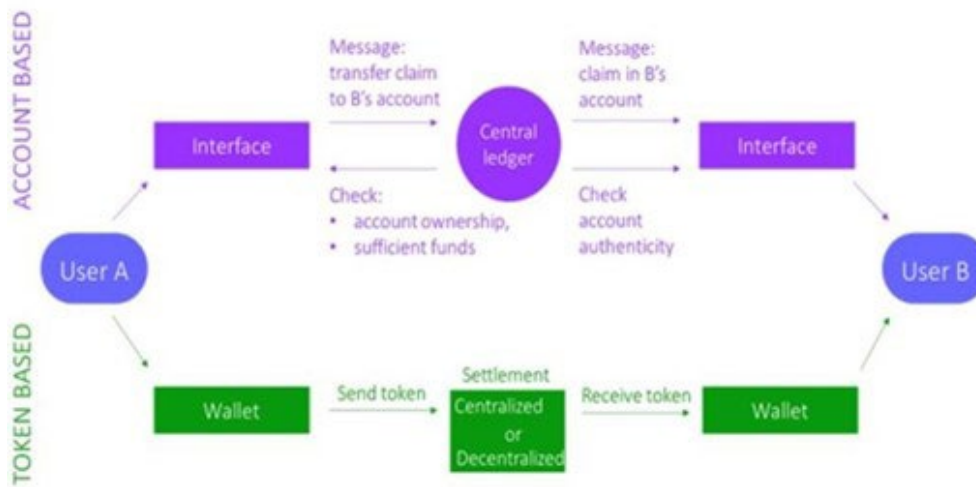 ACCOUNT BASED
Message:
transfer claim
to B's account
Message:
claim in B's
account
Interface
Central
ledger
Interface
Check:
• account ownership,
• sufficient funds
Check
account
authenticity
User A
User B
TOKEN BASED
Wallet
Send token
Settlement
Centralized
or
Decentralized
Receive token
Wallet